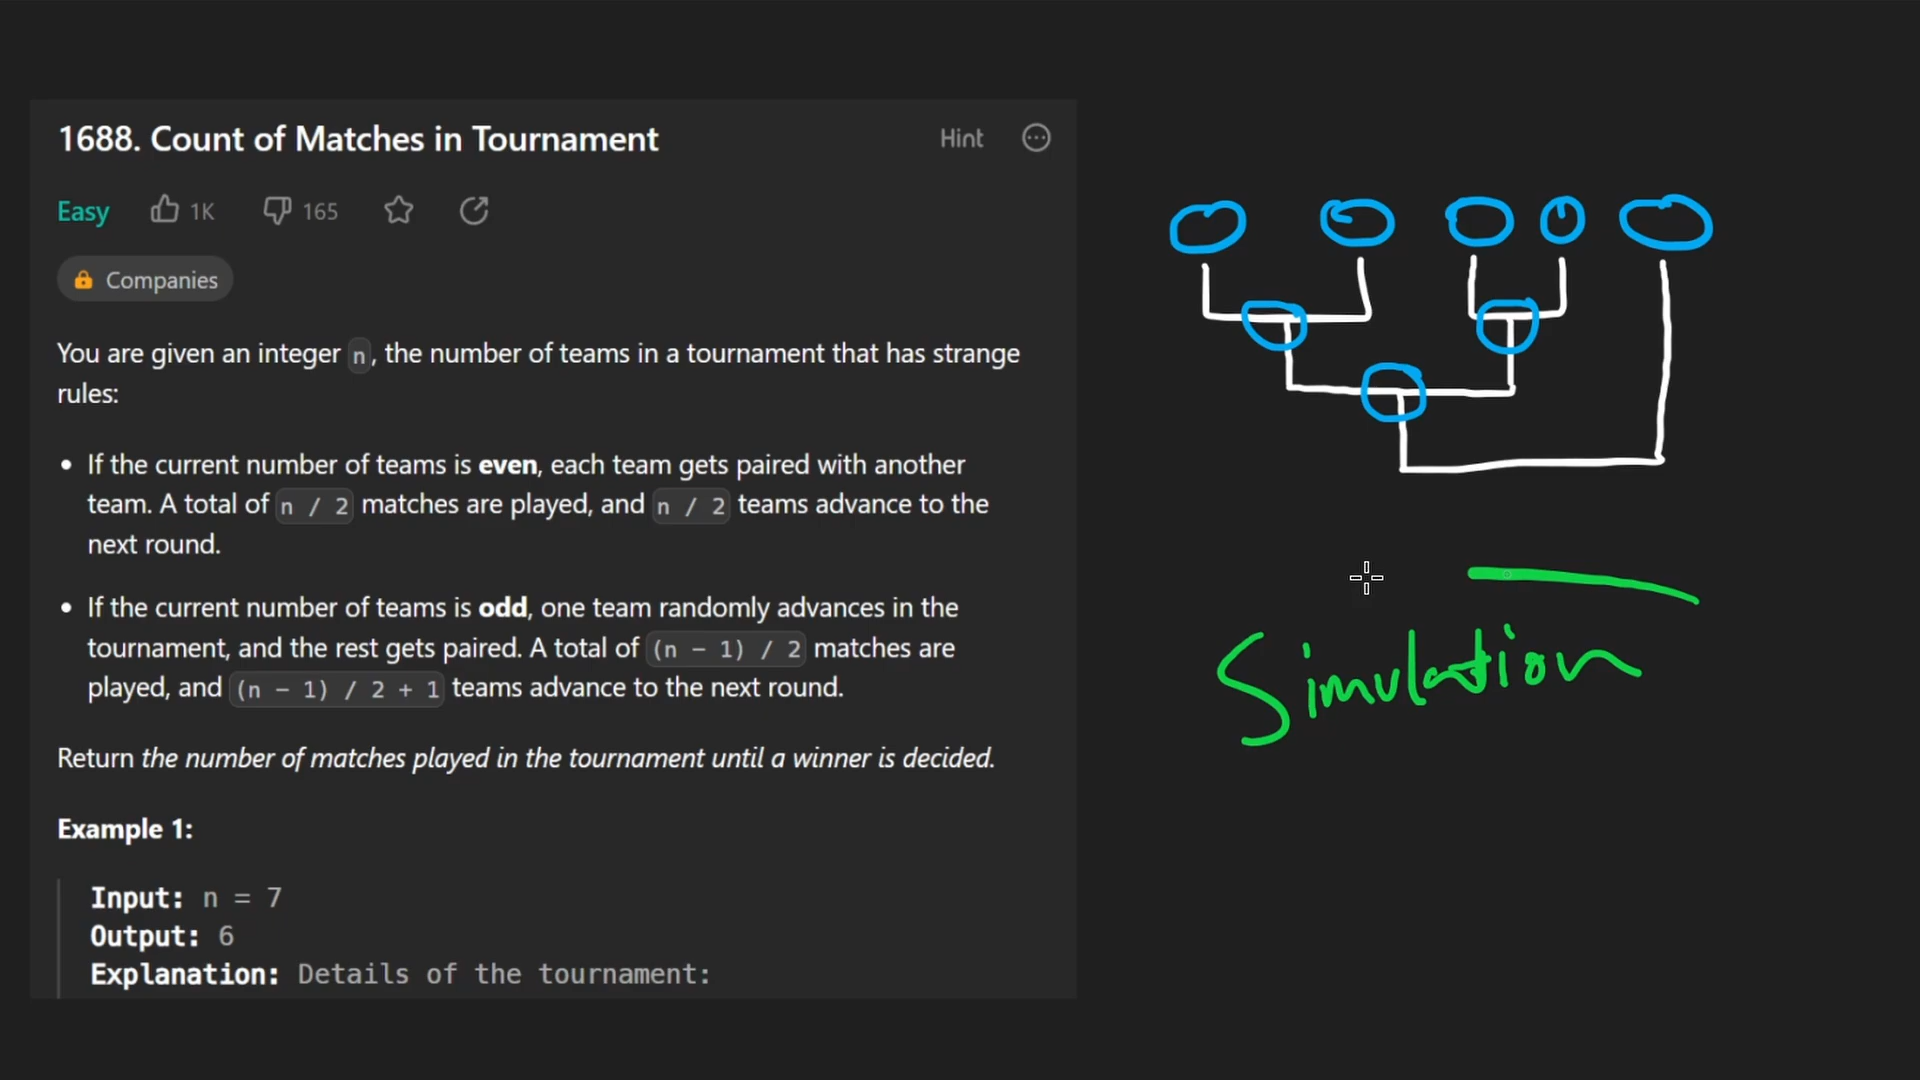 1688. Count of Matches in Tournament
Hint
Easy
1K
165
Companies
You are given an integer n, the number of teams in a tournament that has strange
rules:
• If the current number of teams is even, each team gets paired with another
team. A total of n / 2 matches are played, and n / 2 teams advance to the
next round.
• If the current number of teams is odd, one team randomly advances in the
tournament, and the rest gets paired. A total of (n - 1) / 2 matches are
played, and (n - 1) / 2 + 1 teams advance to the next round.
Return the number of matches played in the tournament until a winner is decided.
Example 1:
Input: n = 7
Output: 6
Explanation: Details of the tournament:
Simulation